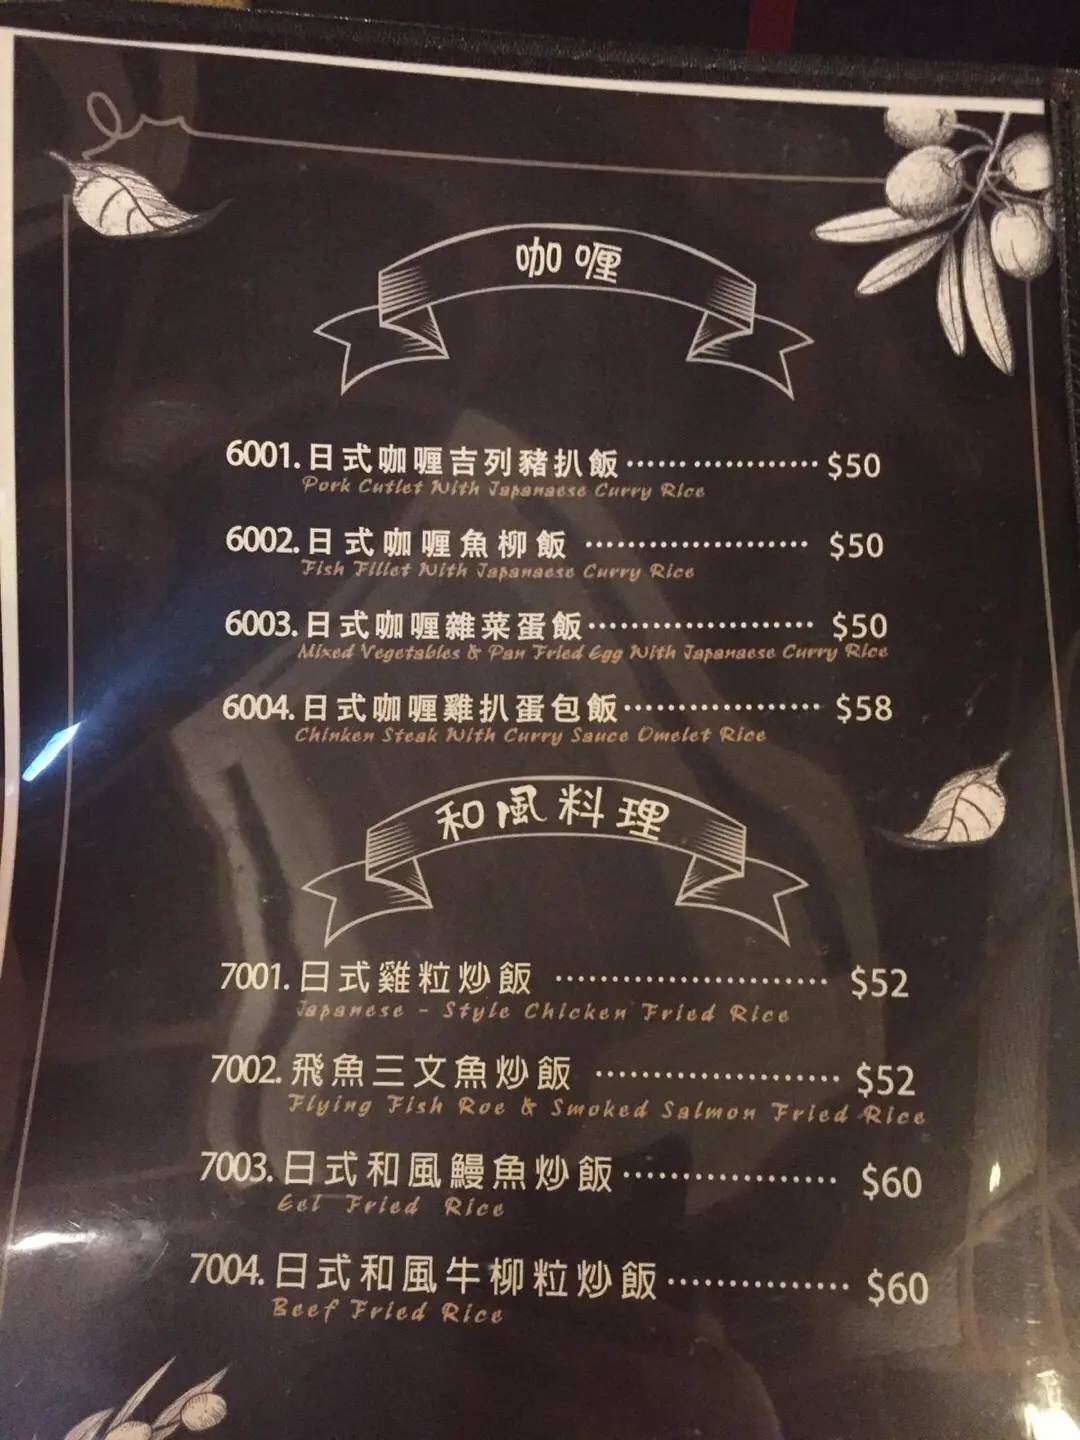 咖喱
6001.日式咖喱吉列豬扒飯·················· $50
Pork Cutlet With Japanaese Curry Rice
6002.日式咖喱魚柳飯 ····················· $50
Fish Fillet With Japanaese Curry Rice
6003.日式咖喱雜菜蛋飯····················· $50
Mixed Vegetables & Pan Fried Egg With Japanaese Curry Rice
6004.日式咖喱雞扒蛋包飯·················· $58
Chinken Steak With Curry Sauce Omelet Rice
和風料理
7001.日式雞粒炒飯 ························ $52
Japanese - Style Chicken Fried Rice
7002.飛魚三文魚炒飯 ····················· $52
Flying Fish Roe & Smoked Salmon Fried Rice
7003.日式和風鰻魚炒飯·················· $60
Eel Fried Rice
7004.日式和風牛柳粒炒飯··············· $60
Beef Fried Rice